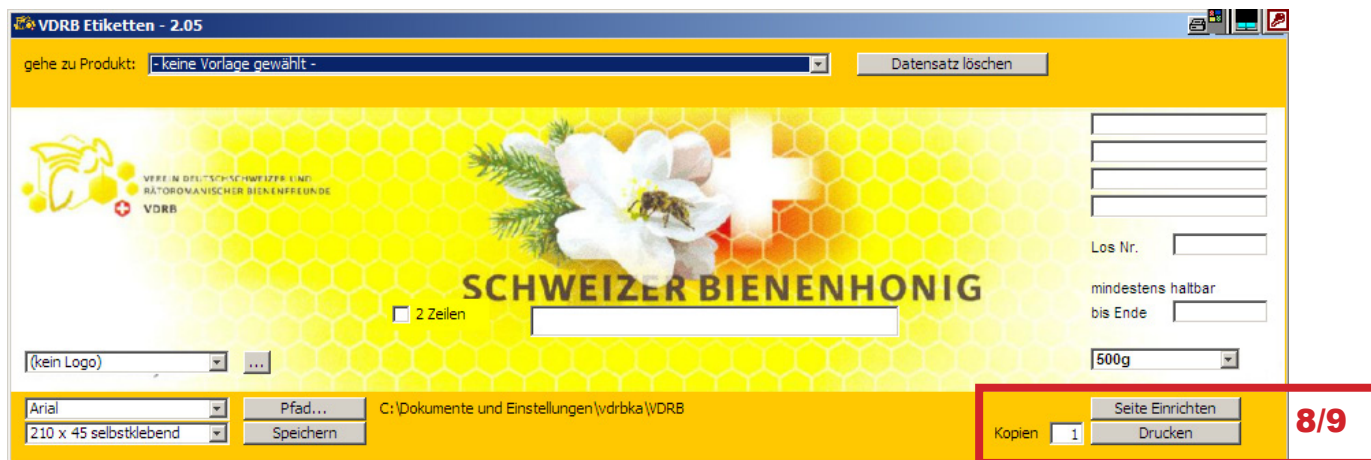 VDRB Etiketten - 2.05
gehe zu Produkt:
- keine Vorlage gewählt -
Datensatz löschen
VEREIN DEUTSCHSCHWEIZER UND
RÄTOROMANISCHER BIENENFREUNDE
VDRB
SCHWEIZER BIENENHONIG
2 Zeilen
Los Nr.
mindestens haltbar
bis Ende
(kein Logo)
...
500g
Arial
Pfad...
C:\Dokumente und Einstellungen\vdrbka\VDRB
Seite Einrichten
210 x 45 selbstklebend
Speichern
Kopien
1
Drucken
8/9